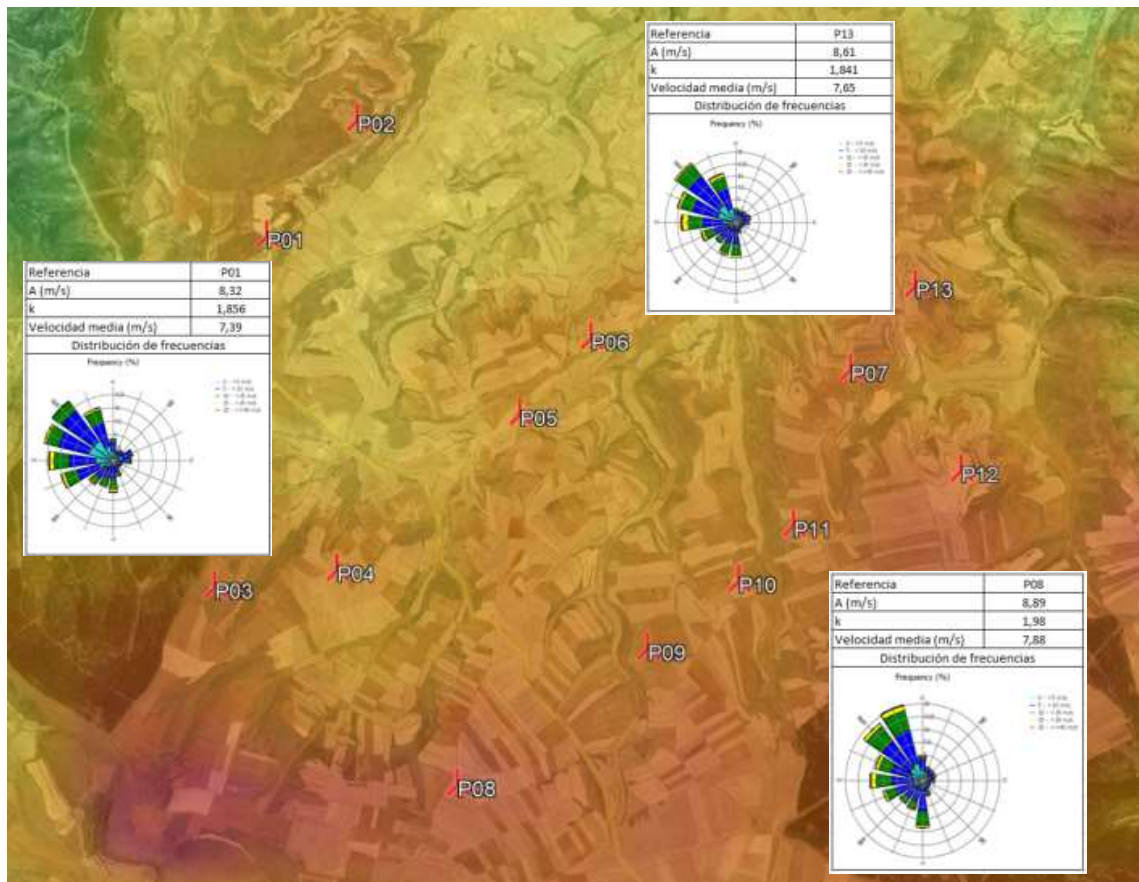 Referencia P13
A (m/s) 8,61
k 1,841
Velocidad media (m/s) 7,65
Distribución de frecuencias
Frequency (%)
P02
P01
Referencia P01
A (m/s) 8,32
k 1,856
Velocidad media (m/s) 7,39
Distribución de frecuencias
Frequency (%)
P13
P06
P07
P05
P12
P11
P04
P03
P10
Referencia P08
A (m/s) 8,89
k 1,98
Velocidad media (m/s) 7,88
Distribución de frecuencias
Frequency (%)
P09
P08